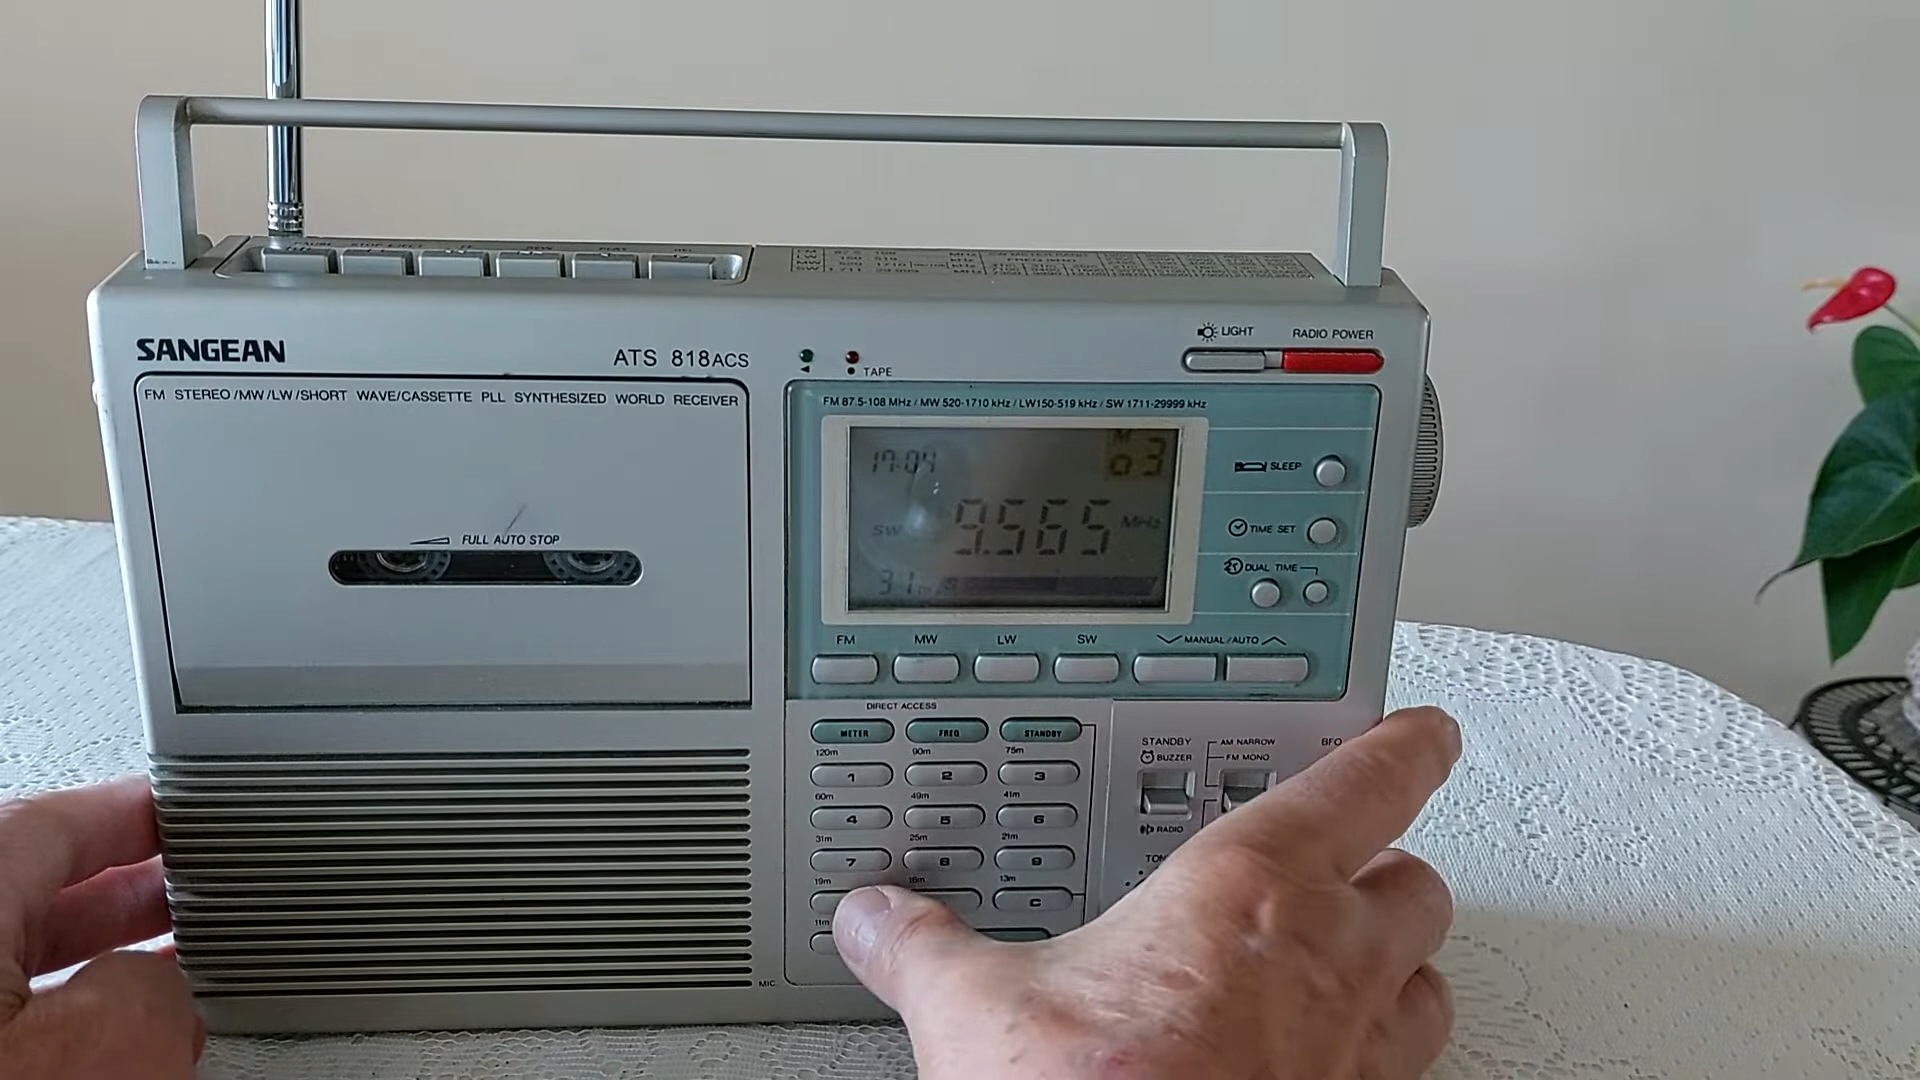 SANGEAN
ATS 818ACS
TAPE
LIGHT
RADIO POWER
FM STEREO/MW/LW/SHORT WAVE/CASSETTE PLL SYNTHESIZED WORLD RECEIVER
FM 87.5-108 MHz / MW 520-1710 kHz / LW150-519 kHz / SW 1711-29999 kHz
17:04
M
03
SW
9.565
MHz
31m
SLEEP
TIME SET
DUAL TIME
FULL AUTO STOP
FM
MW
LW
SW
MANUAL/AUTO
DIRECT ACCESS
METER
FREQ
STANDBY
120m
90m
75m
1
2
3
60m
49m
41m
4
5
6
31m
25m
21m
7
8
9
19m
16m
13m
C
11m
STANDBY
BUZZER
RADIO
AM NARROW
FM MONO
BFO
MIC